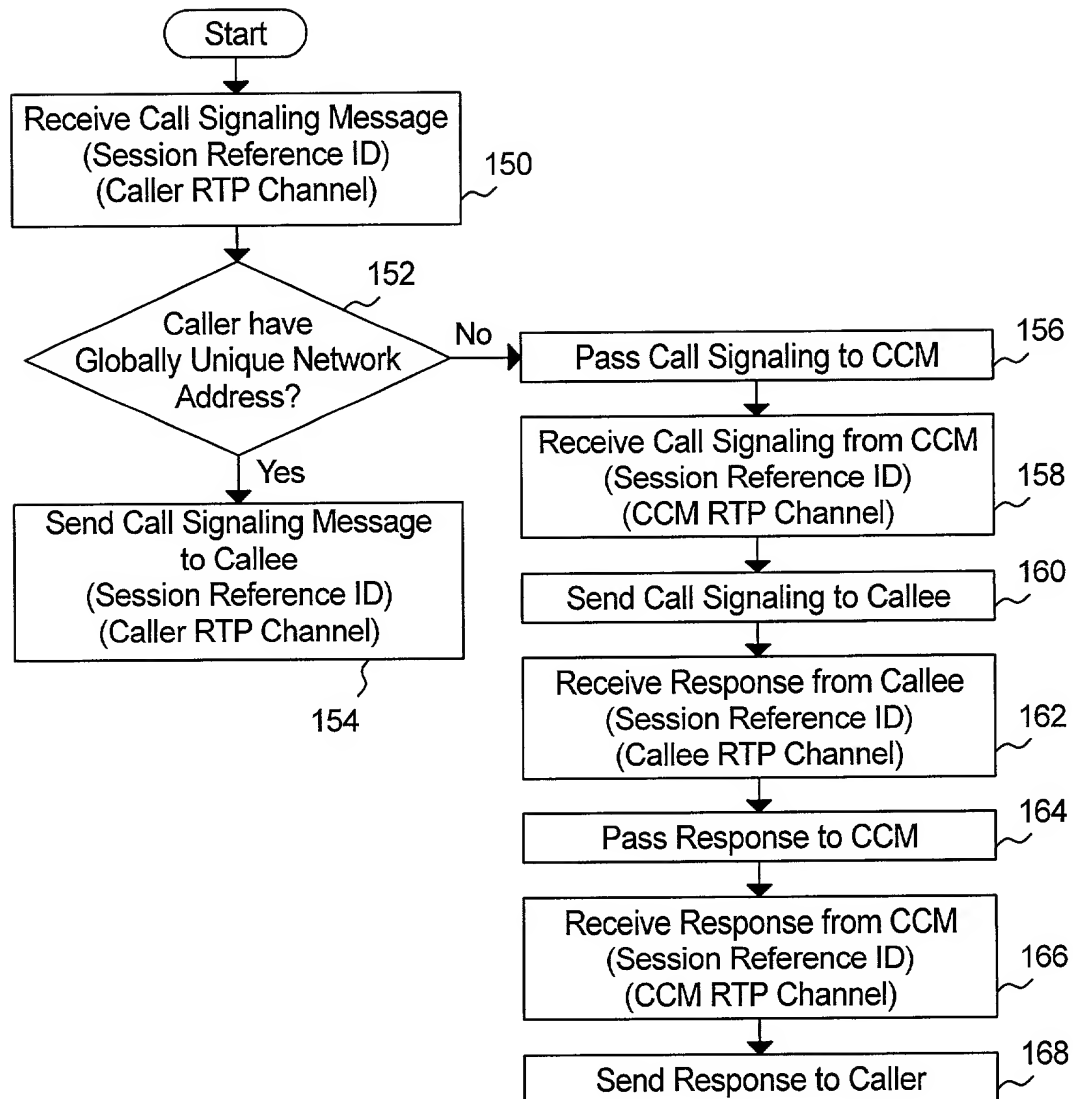 Start
Receive Call Signaling Message
(Session Reference ID)
(Caller RTP Channel)
150
152
Caller have
Globally Unique Network
Address?
No
Yes
Send Call Signaling Message
to Callee
(Session Reference ID)
(Caller RTP Channel)
154
Pass Call Signaling to CCM
156
Receive Call Signaling from CCM
(Session Reference ID)
(CCM RTP Channel)
158
Send Call Signaling to Callee
160
Receive Response from Callee
(Session Reference ID)
(Callee RTP Channel)
162
Pass Response to CCM
164
Receive Response from CCM
(Session Reference ID)
(CCM RTP Channel)
166
Send Response to Caller
168